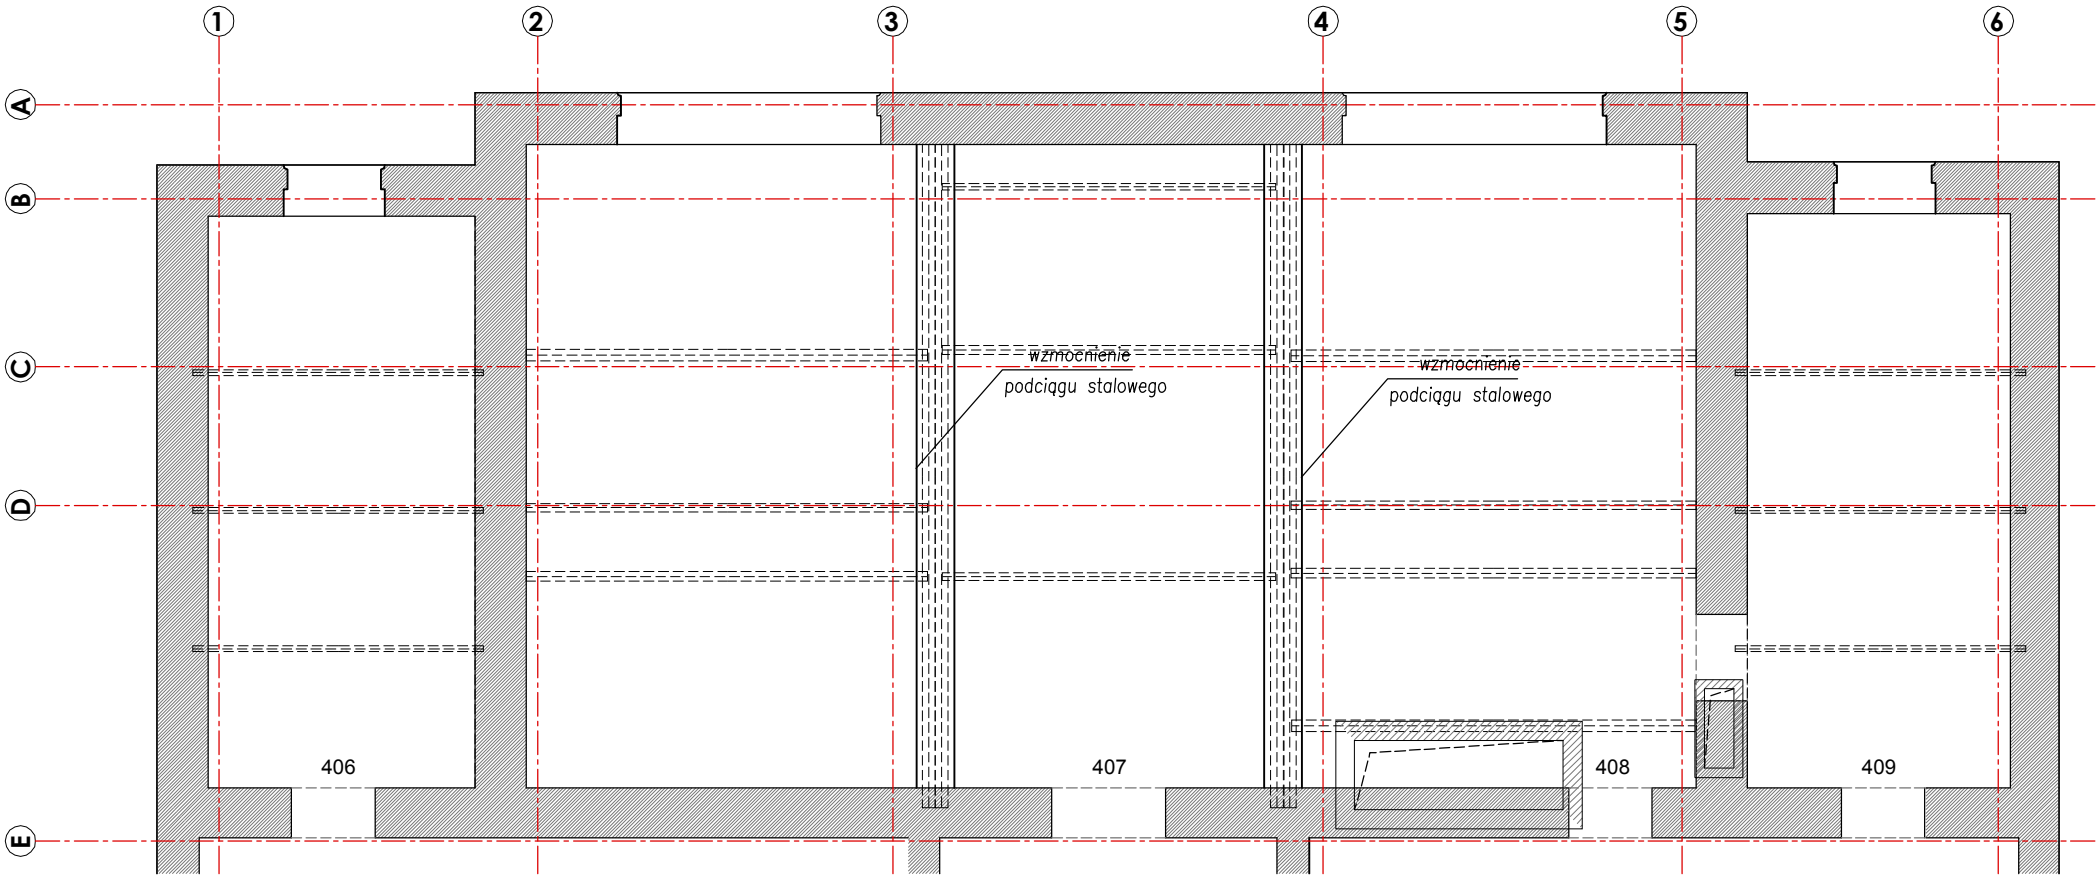 1 2 3 4 5 6
A
B
C
wzmocnienie
podciągu stalowego
wzmocnienie
podciągu stalowego
D
406 407 408 409
E